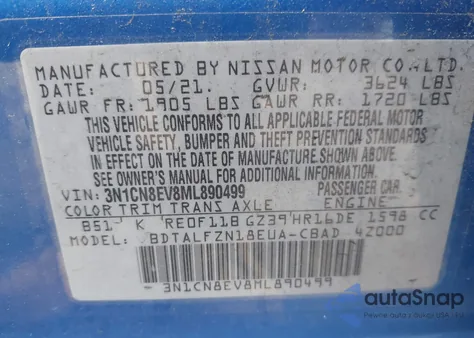 MANUFACTURED BY NISSAN MOTOR CO.,LTD.
DATE: 05/21. GVWR: 3624 LBS
GAWR FR: 1905 LBS GAWR RR: 1720 LBS
THIS VEHICLE CONFORMS TO ALL APPLICABLE FEDERAL MOTOR
VEHICLE SAFETY, BUMPER, AND THEFT PREVENTION STANDARDS
IN EFFECT ON THE DATE OF MANUFACTURE SHOWN ABOVE.
SEE OWNER'S MANUAL FOR ADDITIONAL INFORMATION.
VIN: 3N1CN8EV8ML890499 PASSENGER CAR
COLOR TRIM TRANS AXLE ENGINE
B51 K RE0F11B GZ39 HR16DE 1598 CC
MODEL: BDTALFZN18EUA-CBAD 4Z000
3N1CN8EV8ML890499
autoSnap